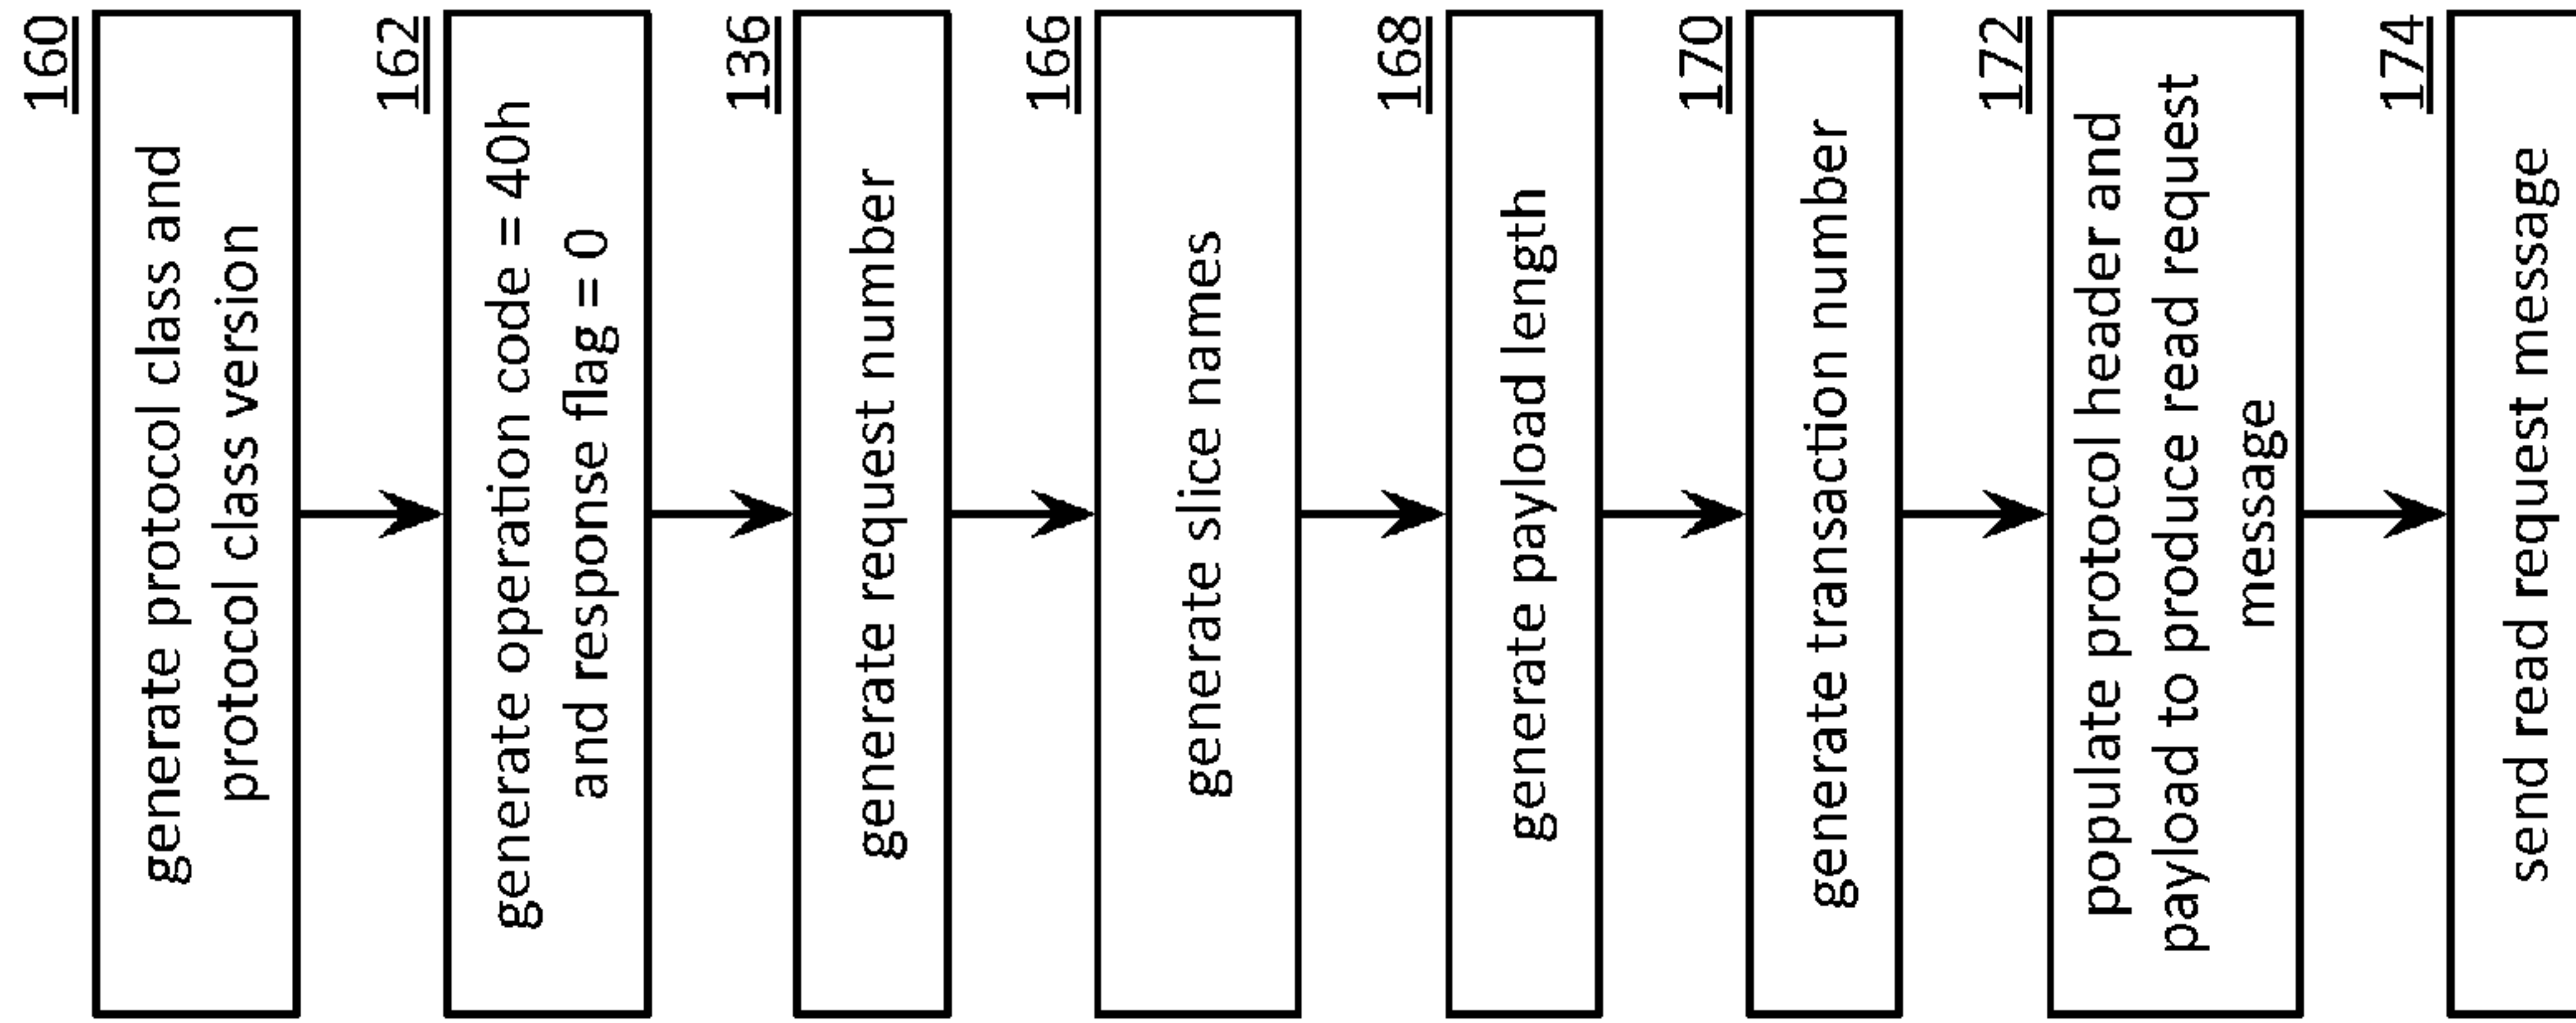 160
generate protocol class and
protocol class version
162
generate operation code = 40h
and response flag = 0
136
generate request number
166
generate slice names
168
generate payload length
170
generate transaction number
172
populate protocol header and
payload to produce read request
message
174
send read request message